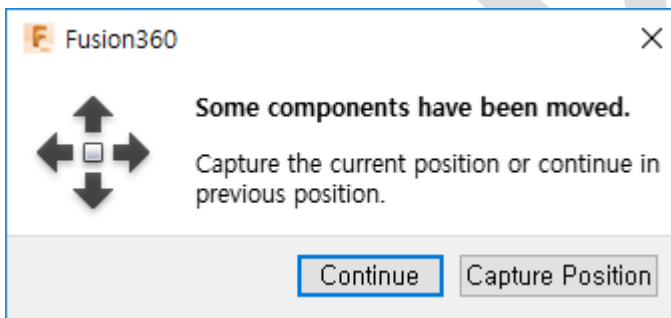 Fusion360
Some components have been moved.
Capture the current position or continue in
previous position.
Continue Capture Position